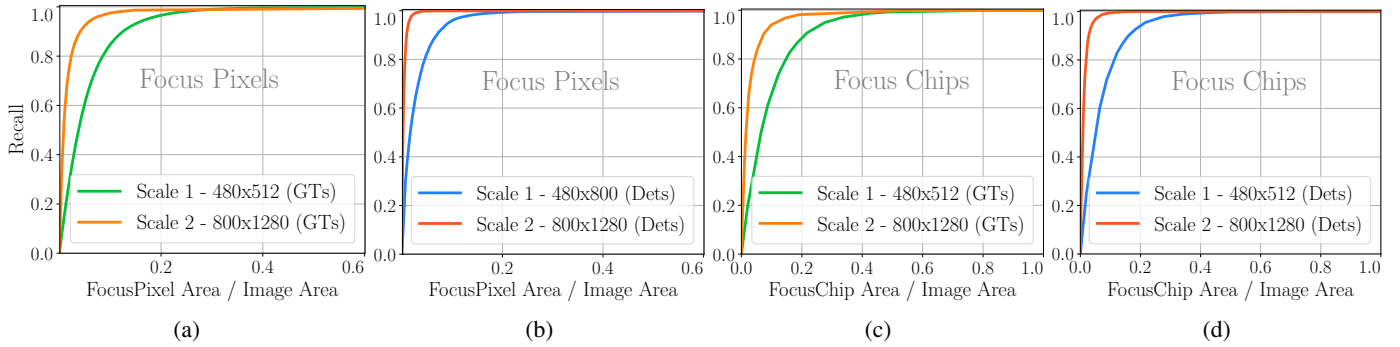 Recall
1.0
0.8
0.6
0.4
0.2
0.0
Focus Pixels
Scale 1 - 480x512 (GTs)
Scale 2 - 800x1280 (GTs)
0.2 0.4 0.6
FocusPixel Area / Image Area
(a)
1.0
0.8
0.6
0.4
0.2
0.0
Focus Pixels
Scale 1 - 480x800 (Dets)
Scale 2 - 800x1280 (Dets)
0.2 0.4 0.6
FocusPixel Area / Image Area
(b)
1.0
0.8
0.6
0.4
0.2
0.0
Focus Chips
Scale 1 - 480x512 (GTs)
Scale 2 - 800x1280 (GTs)
0.0 0.2 0.4 0.6 0.8 1.0
FocusChip Area / Image Area
(c)
1.0
0.8
0.6
0.4
0.2
0.0
Focus Chips
Scale 1 - 480x512 (Dets)
Scale 2 - 800x1280 (Dets)
0.0 0.2 0.4 0.6 0.8 1.0
FocusChip Area / Image Area
(d)